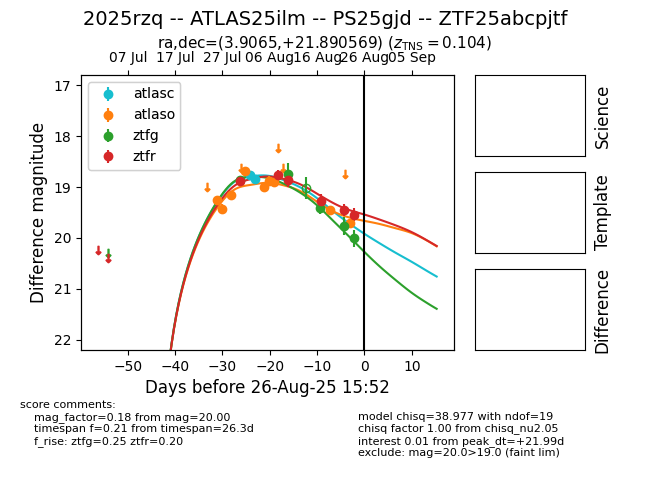 2025rzq -- ATLAS25ilm -- PS25gjd -- ZTF25abcpjtf
ra,dec=(3.9065,+21.890569) (zTNS = 0.104)
07 Jul 17 Jul 27 Jul 06 Aug 16 Aug 26 Aug 05 Sep
17
18
19
20
21
22
Difference magnitude
atlasc
atlaso
ztfg
ztfr
Science
Template
Difference
−50 −40 −30 −20 −10 0 10
Days before 26-Aug-25 15:52
score comments:
mag_factor=0.18 from mag=20.00
timespan f=0.21 from timespan=26.3d
f_rise: ztfg=0.25 ztfr=0.20
model chisq=38.977 with ndof=19
chisq factor 1.00 from chisq_nu2.05
interest 0.01 from peak_dt=+21.99d
exclude: mag=20.0>19.0 (faint lim)